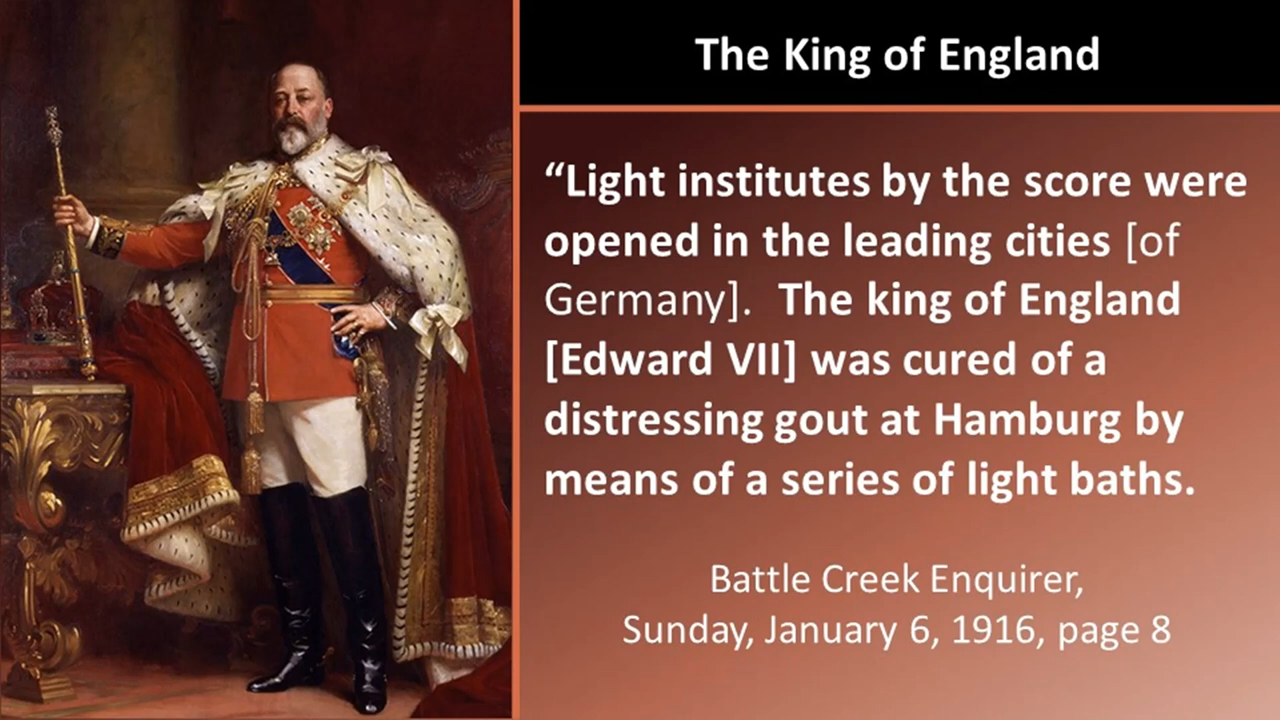 The King of England
“Light institutes by the score were
opened in the leading cities [of
Germany].  The king of England
[Edward VII] was cured of a
distressing gout at Hamburg by
means of a series of light baths.
Battle Creek Enquirer,
Sunday, January 6, 1916, page 8